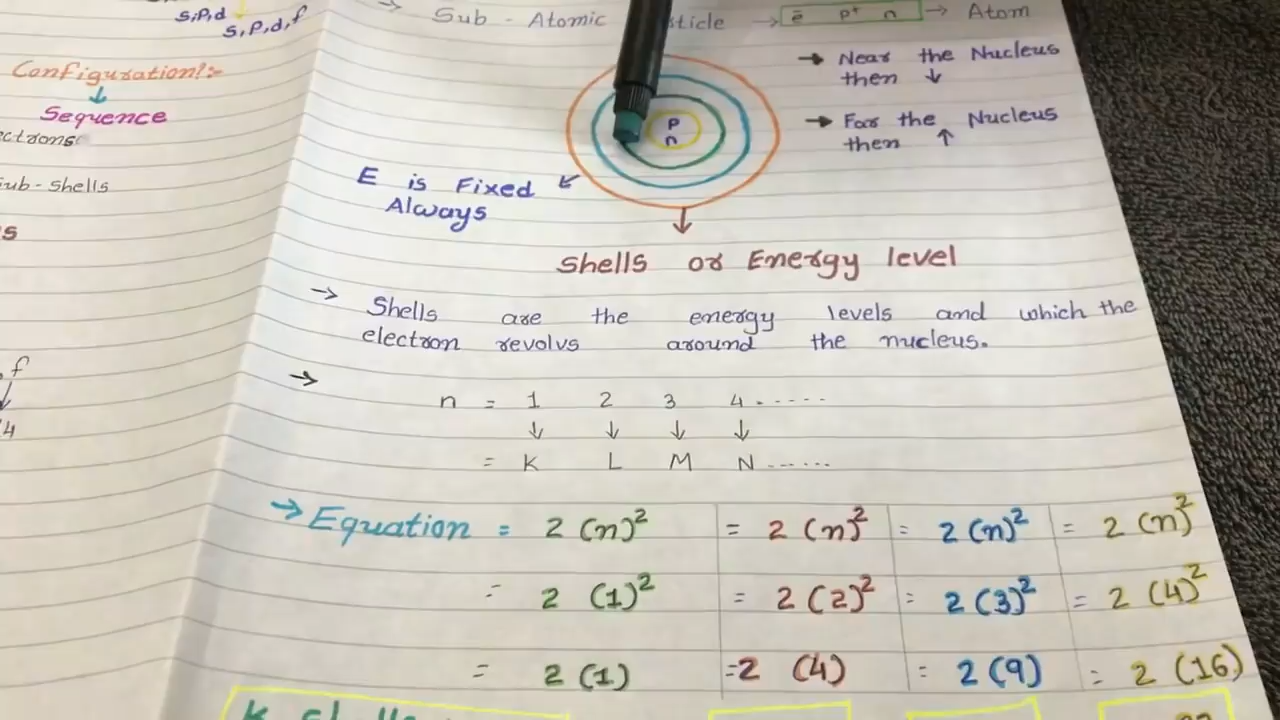 s,p,d
s,p,d,f
Configuration:-
Sequence
ectrons
ub-shells
s
f
4
→ Sub-Atomic ticle → ē p⁺ n → Atom
→ Near the Nucleus
then ↓
→ Far the Nucleus
then ↑
P
n
E is Fixed
Always
Shells or Energy level
→ Shells are the energy levels and which the
electron revolvs around the nucleus.
→
n = 1 2 3 4.....
↓ ↓ ↓ ↓
= K L M N......
→ Equation = 2 (n)² = 2 (n)² = 2 (n)² = 2 (n)²
= 2 (1)² = 2 (2)² = 2 (3)² = 2 (4)²
= 2 (1) =2 (4) = 2 (9) = 2 (16)